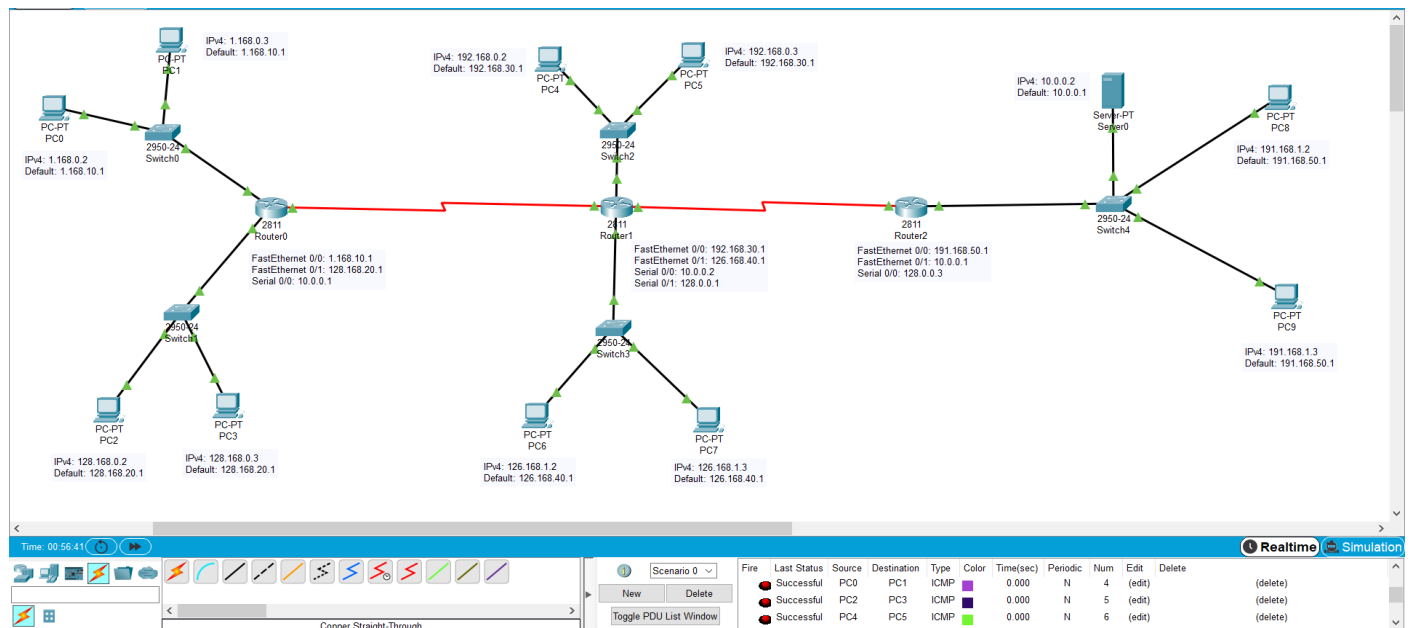 IPv4: 1.168.0.3
Default: 1.168.10.1
PC-PT
PC1
PC-PT
PC0
IPv4: 1.168.0.2
Default: 1.168.10.1
2950-24
Switch0
IPv4: 192.168.0.2
Default: 192.168.30.1
PC-PT
PC4
IPv4: 192.168.0.3
Default: 192.168.30.1
PC-PT
PC5
2950-24
Switch2
IPv4: 10.0.0.2
Default: 10.0.0.1
Server-PT
Server0
PC-PT
PC8
IPv4: 191.168.1.2
Default: 191.168.50.1
2811
Router0
FastEthernet 0/0: 1.168.10.1
FastEthernet 0/1: 128.168.20.1
Serial 0/0: 10.0.0.1
2811
Router1
FastEthernet 0/0: 192.168.30.1
FastEthernet 0/1: 126.168.40.1
Serial 0/0: 10.0.0.2
Serial 0/1: 128.0.0.1
2811
Router2
FastEthernet 0/0: 191.168.50.1
FastEthernet 0/1: 10.0.0.1
Serial 0/0: 128.0.0.3
2950-24
Switch4
PC-PT
PC9
IPv4: 191.168.1.3
Default: 191.168.50.1
2950-24
Switch1
2950-24
Switch3
PC-PT
PC2
IPv4: 128.168.0.2
Default: 128.168.20.1
PC-PT
PC3
IPv4: 128.168.0.3
Default: 128.168.20.1
PC-PT
PC6
IPv4: 126.168.1.2
Default: 126.168.40.1
PC-PT
PC7
IPv4: 126.168.1.3
Default: 126.168.40.1
Time: 00:56:41
Realtime
Simulation
Scenario 0
New
Delete
Toggle PDU List Window
Fire Last Status Source Destination Type Color Time(sec) Periodic Num Edit Delete
Successful PC0 PC1 ICMP 0.000 N 4 (edit) (delete)
Successful PC2 PC3 ICMP 0.000 N 5 (edit) (delete)
Successful PC4 PC5 ICMP 0.000 N 6 (edit) (delete)
Copper Straight-Through